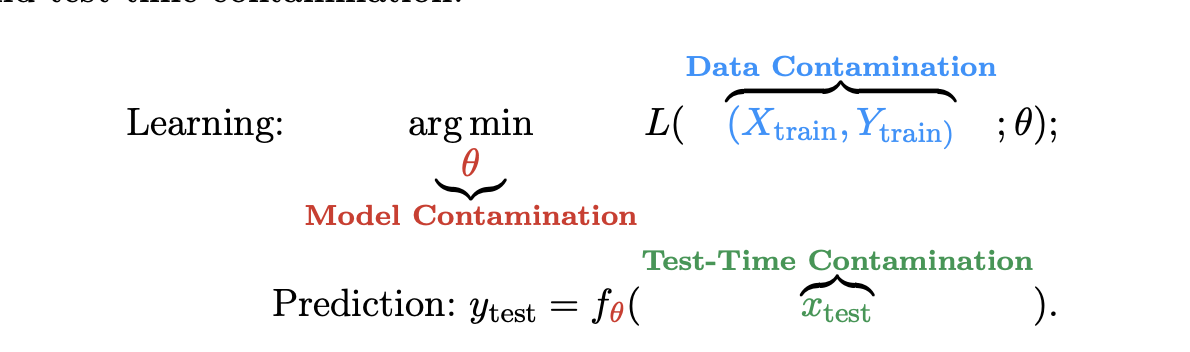 Data Contamination
Learning: arg min L( (X_train, Y_train) ; θ);
θ
Model Contamination
Test-Time Contamination
Prediction: y_test = f_θ( x_test ).